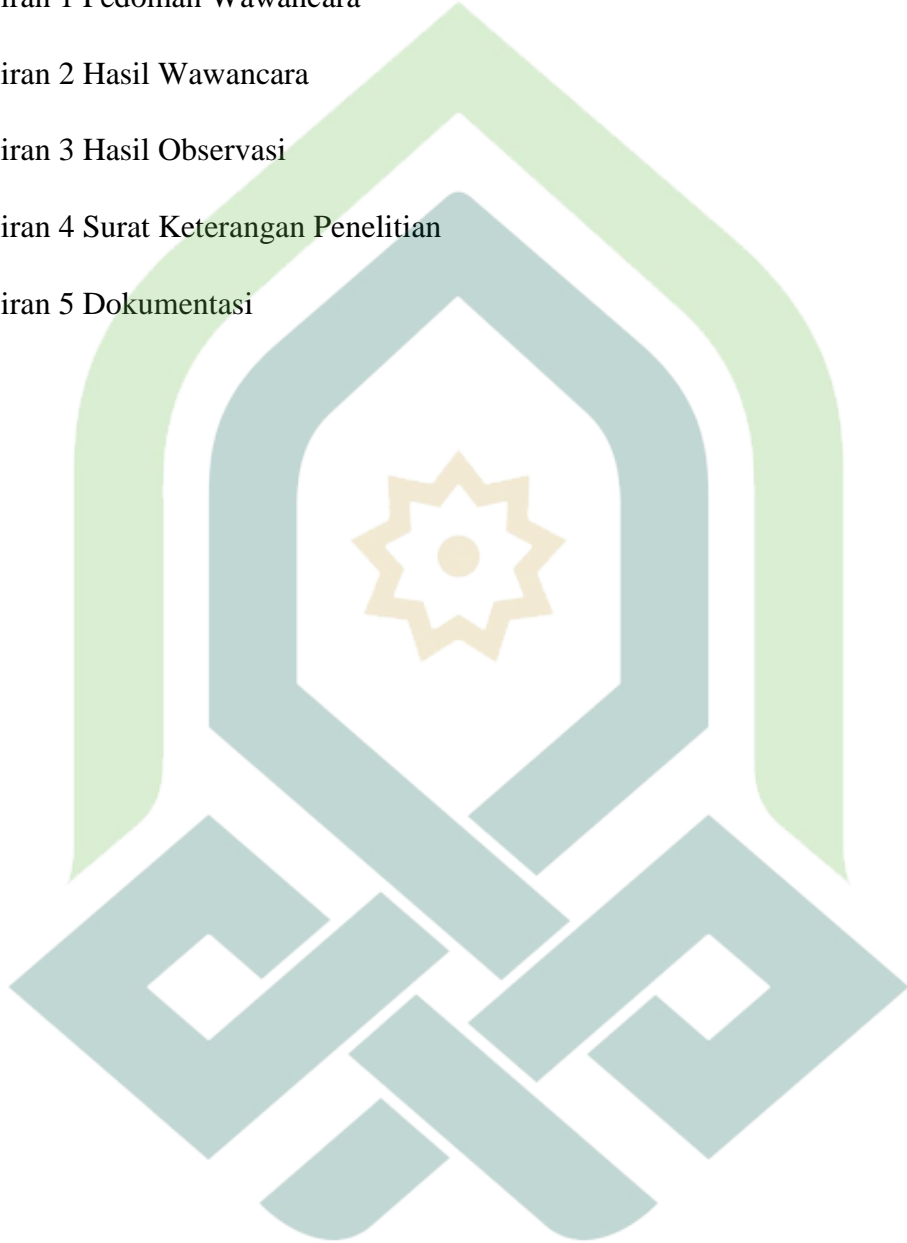 iran 1 Pedoman Wawancara
iran 2 Hasil Wawancara
iran 3 Hasil Observasi
iran 4 Surat Keterangan Penelitian
iran 5 Dokumentasi